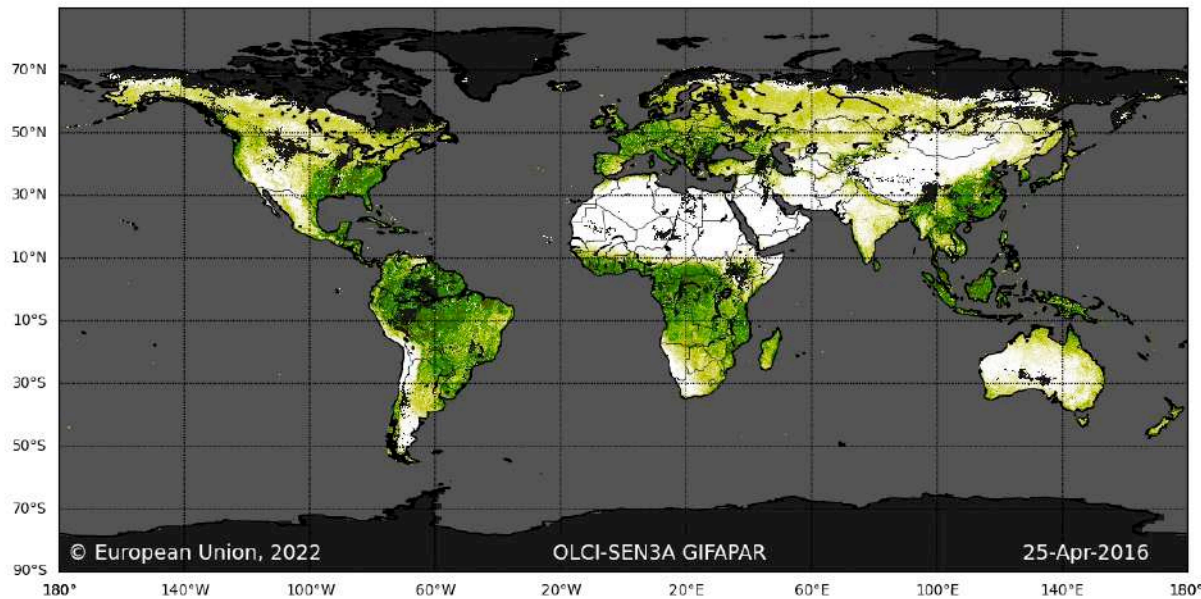 70°N
50°N
30°N
10°N
10°S
30°S
50°S
70°S
90°S
© European Union, 2022 OLCI-SEN3A GIFAPAR 25-Apr-2016
180° 140°W 100°W 60°W 20°W 20°E 60°E 100°E 140°E 180°